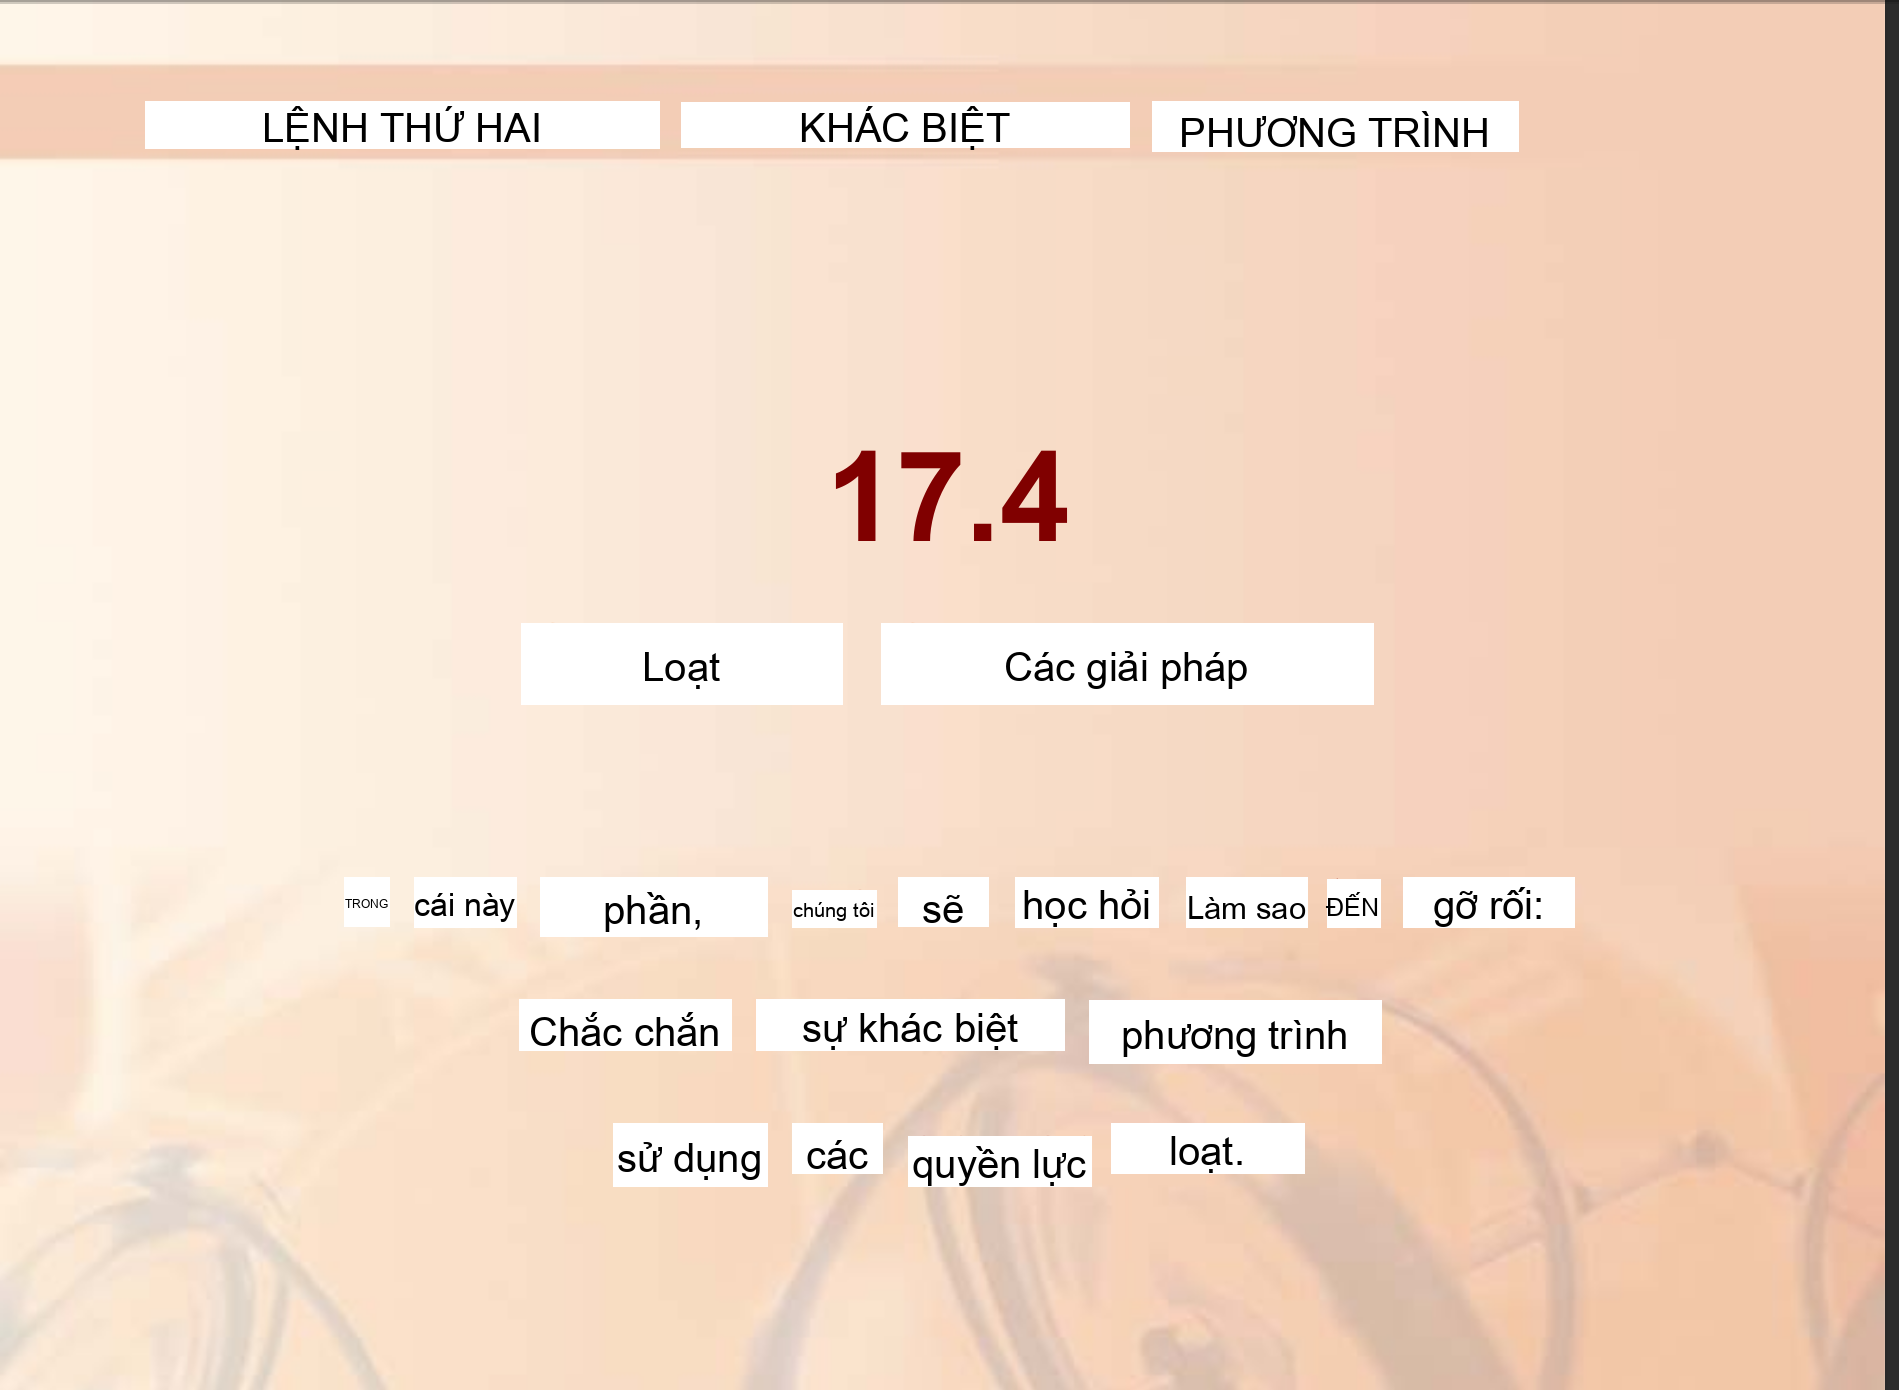 LỆNH THỨ HAI KHÁC BIỆT PHƯƠNG TRÌNH
17.4
Loạt Các giải pháp
TRONG cái này phần, chúng tôi sẽ học hỏi Làm sao ĐẾN gỡ rối:
Chắc chắn sự khác biệt phương trình
sử dụng các quyền lực loạt.